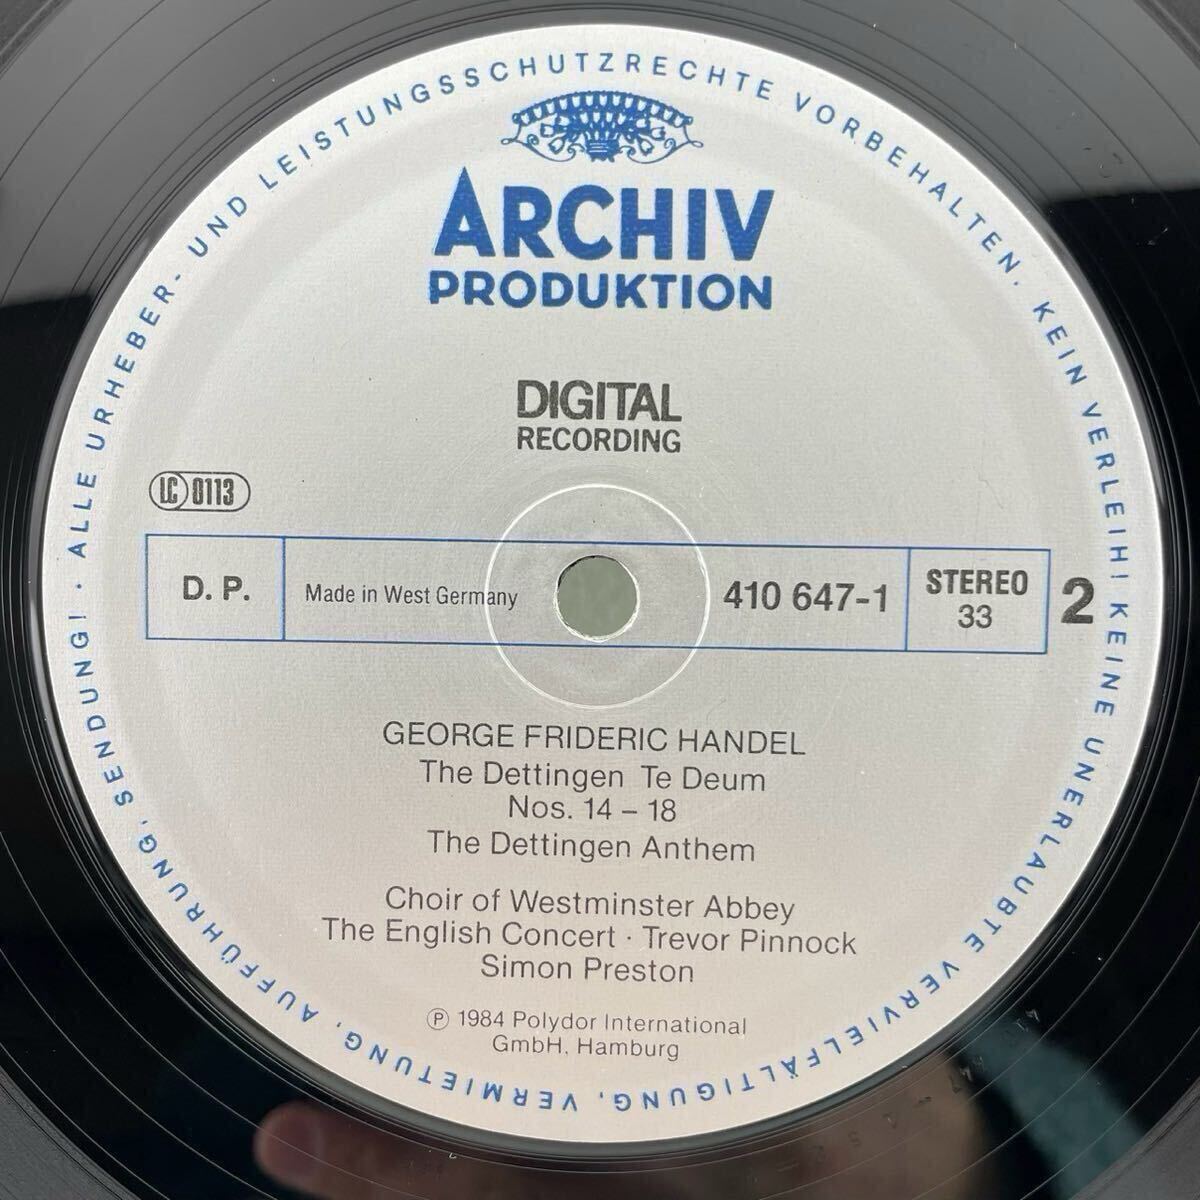 ALLE URHEBER- UND LEISTUNGSSCHUTZRECHTE VORBEHALTEN. KEIN VERLEIH! KEINE UNERLAUBTE VERVIELFÄLTIGUNG, VERMIETUNG, AUFFÜHRUNG, SENDUNG! ·
ARCHIV
PRODUKTION
DIGITAL
RECORDING
LC 0113
D. P.
Made in West Germany
410 647-1
STEREO
33
2
GEORGE FRIDERIC HANDEL
The Dettingen Te Deum
Nos. 14 – 18
The Dettingen Anthem
Choir of Westminster Abbey
The English Concert · Trevor Pinnock
Simon Preston
℗ 1984 Polydor International
GmbH, Hamburg